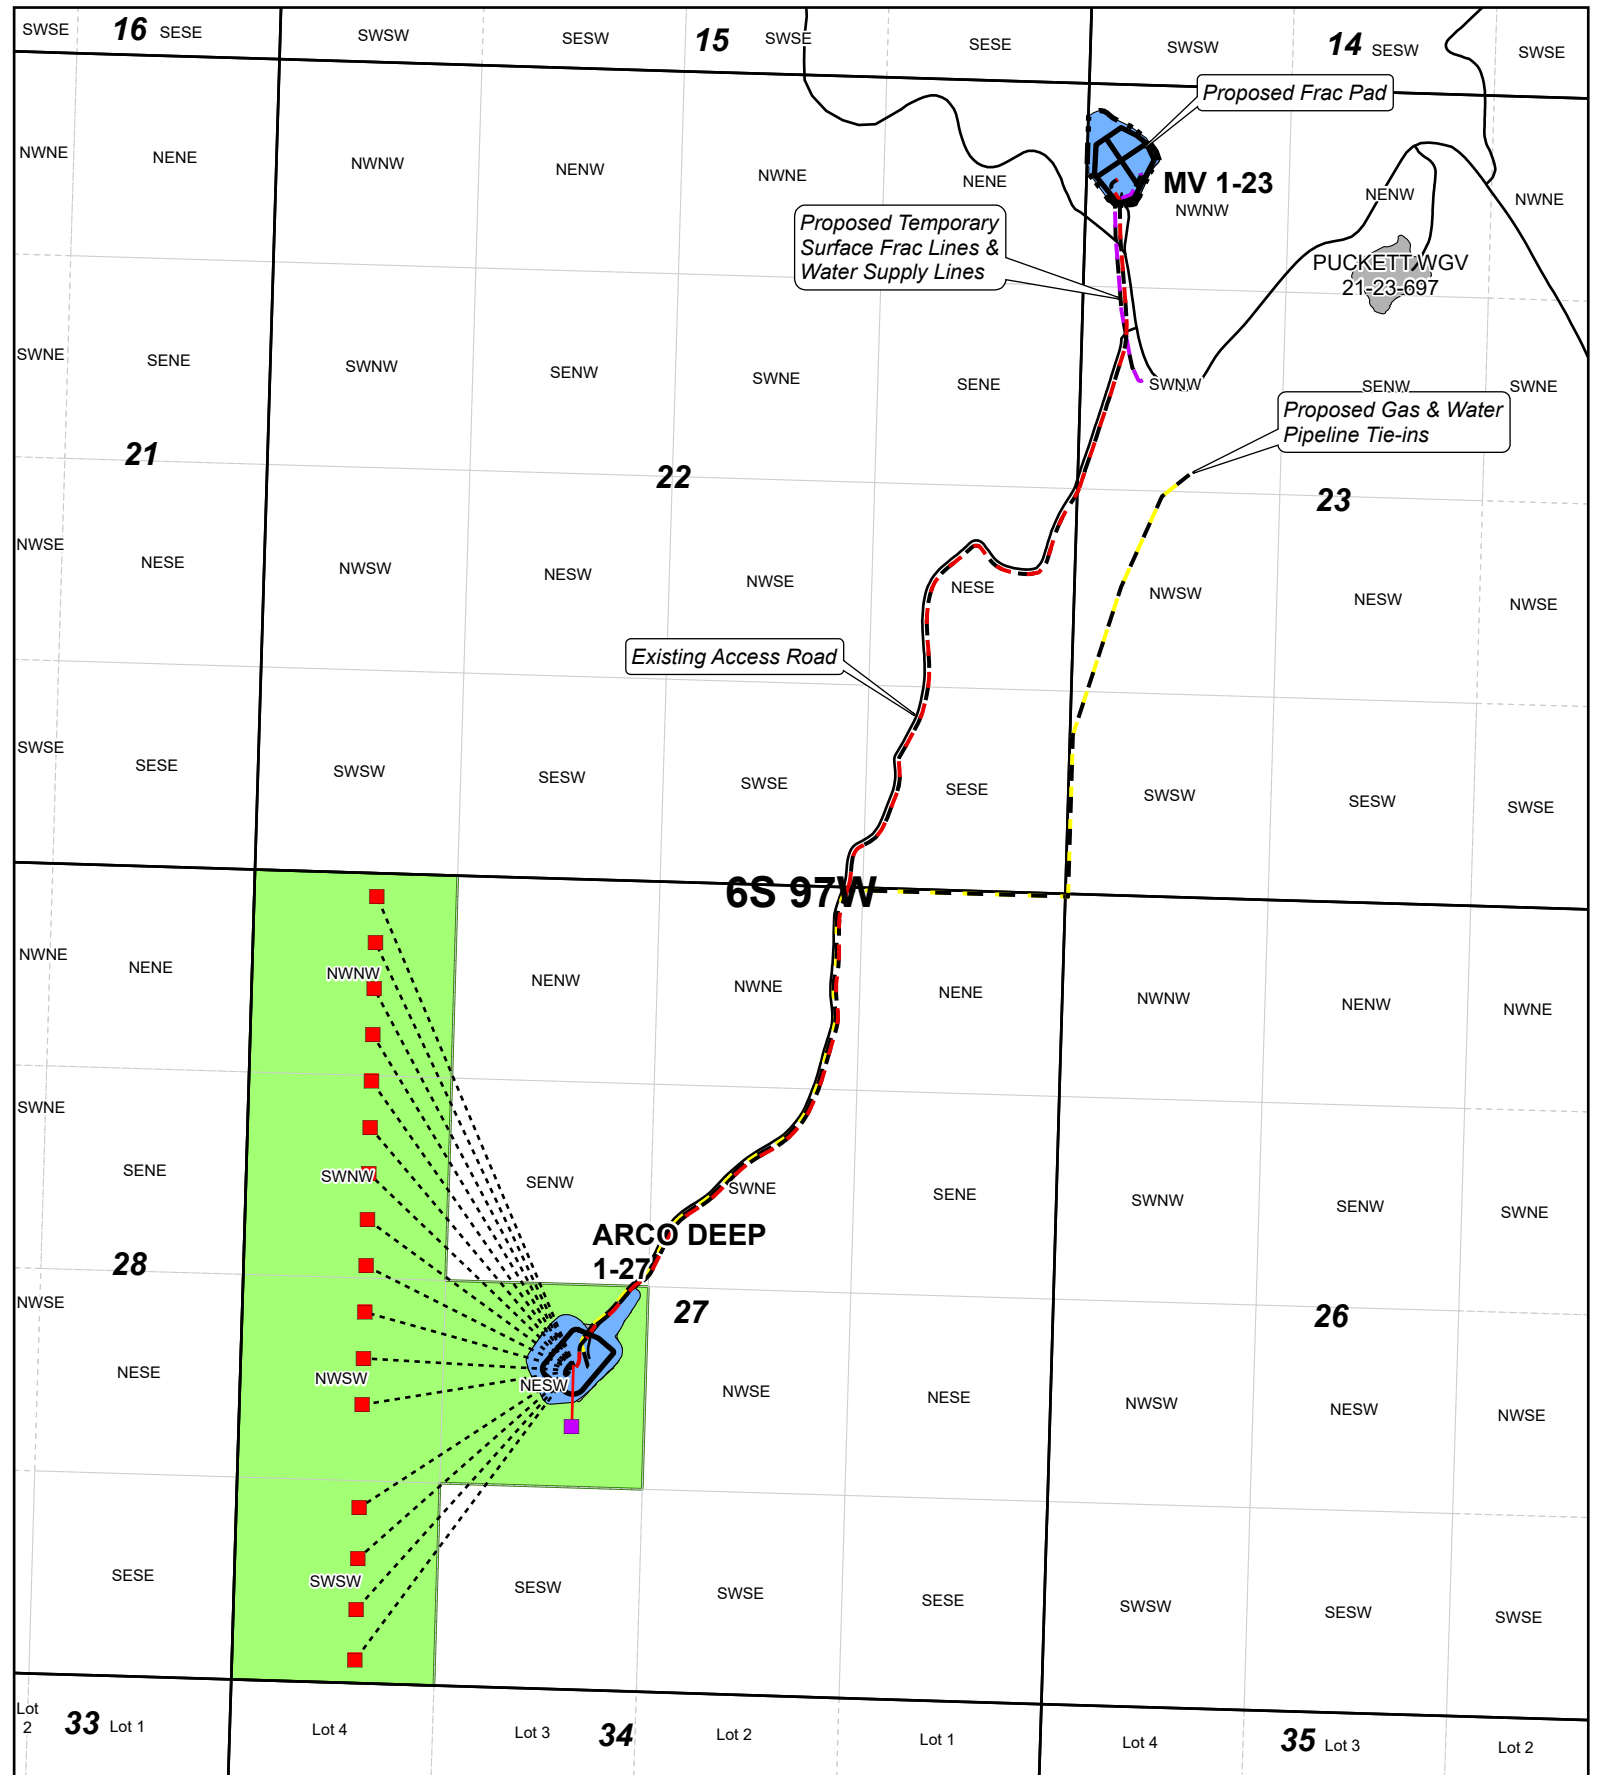 SWSE
16
SESE
SWSW
SESW
15
SWSE
SESE
SWSW
14
SESW
SWSE
Proposed Frac Pad
NWNE
NENE
NWNW
NENW
NWNE
NENE
MV 1-23
NWNW
NENW
NWNE
Proposed Temporary
Surface Frac Lines &
Water Supply Lines
PUCKETT WGV
21-23-697
SWNE
SENE
SWNW
SENW
SWNE
SENE
SWNW
SENW
SWNE
Proposed Gas & Water
Pipeline Tie-ins
21
22
23
NWSE
NESE
NWSW
NESW
NWSE
NESE
NWSW
NESW
NWSE
Existing Access Road
SWSE
SESE
SWSW
SESW
SWSE
SESE
SWSW
SESW
SWSE
6S 97W
NWNE
NENE
NWNW
NENW
NWNE
NENE
NWNW
NENW
NWNE
SWNE
SENE
SWNW
SENW
SWNE
SENE
SWNW
SENW
SWNE
ARCO DEEP
1-27
28
27
26
NWSE
NESE
NWSW
NESW
NWSE
NESE
NWSW
NESW
NWSE
SESE
SWSW
SESW
SWSE
SESE
SWSW
SESW
SWSE
Lot
2
33
Lot 1
Lot 4
Lot 3
34
Lot 2
Lot 1
Lot 4
35
Lot 3
Lot 2